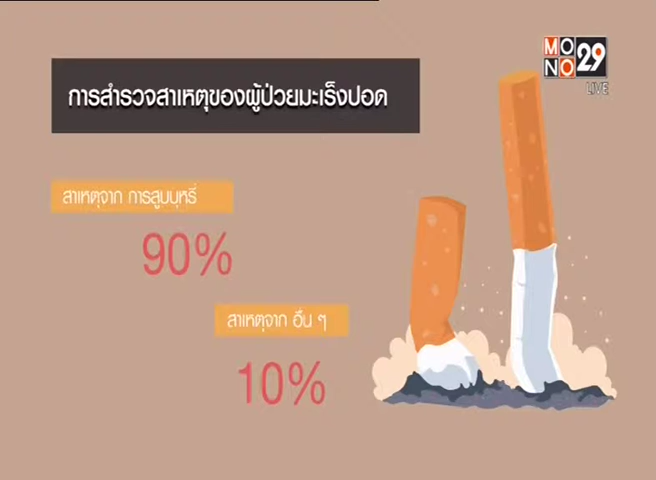 MONO 29
LIVE
การสำรวจสาเหตุของผู้ป่วยมะเร็งปอด
สาเหตุจาก การสูบบุหรี่
90%
สาเหตุจาก อื่น ๆ
10%